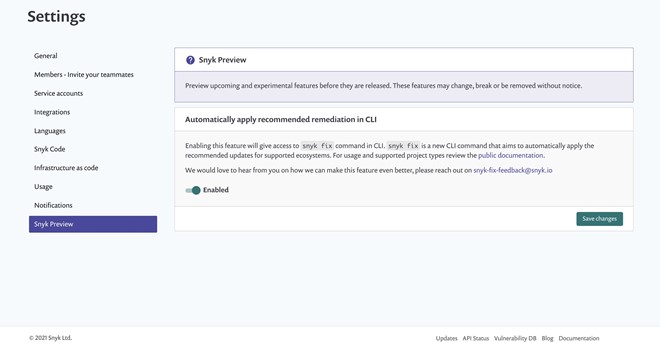 Settings
General
Members - Invite your teammates
Service accounts
Integrations
Languages
Snyk Code
Infrastructure as code
Usage
Notifications
Snyk Preview
? Snyk Preview
Preview upcoming and experimental features before they are released. These features may change, break or be removed without notice.
Automatically apply recommended remediation in CLI
Enabling this feature will give access to snyk fix command in CLI. snyk fix is a new CLI command that aims to automatically apply the
recommended updates for supported ecosystems. For usage and supported project types review the public documentation.
We would love to hear from you on how we can make this feature even better, please reach out on snyk-fix-feedback@snyk.io
Enabled
Save changes
© 2021 Snyk Ltd.
Updates API Status Vulnerability DB Blog Documentation